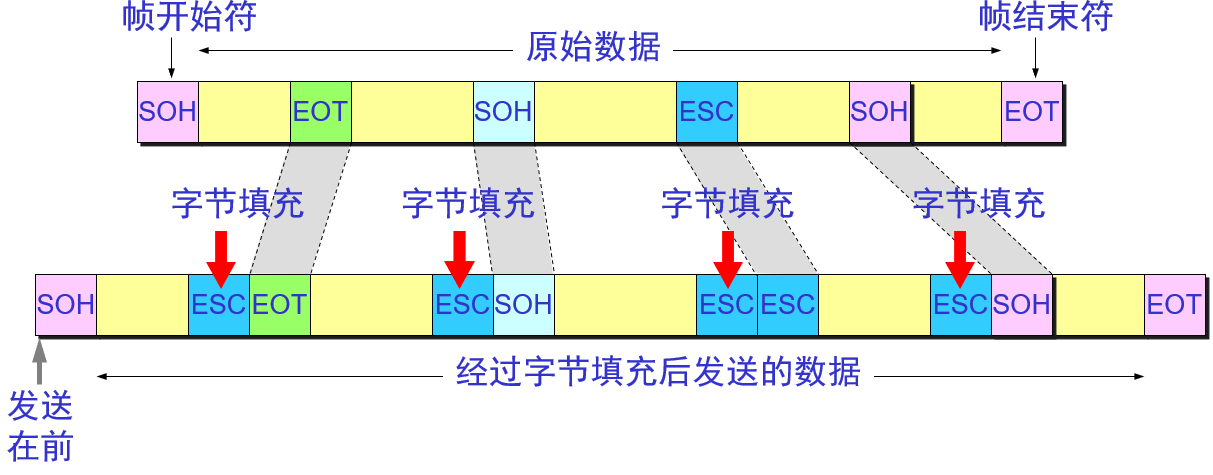 帧开始符
帧结束符
原始数据
SOH EOT SOH ESC SOH EOT
字节填充 字节填充 字节填充 字节填充
SOH ESC EOT ESC SOH ESC ESC ESC SOH EOT
经过字节填充后发送的数据
发送
在前